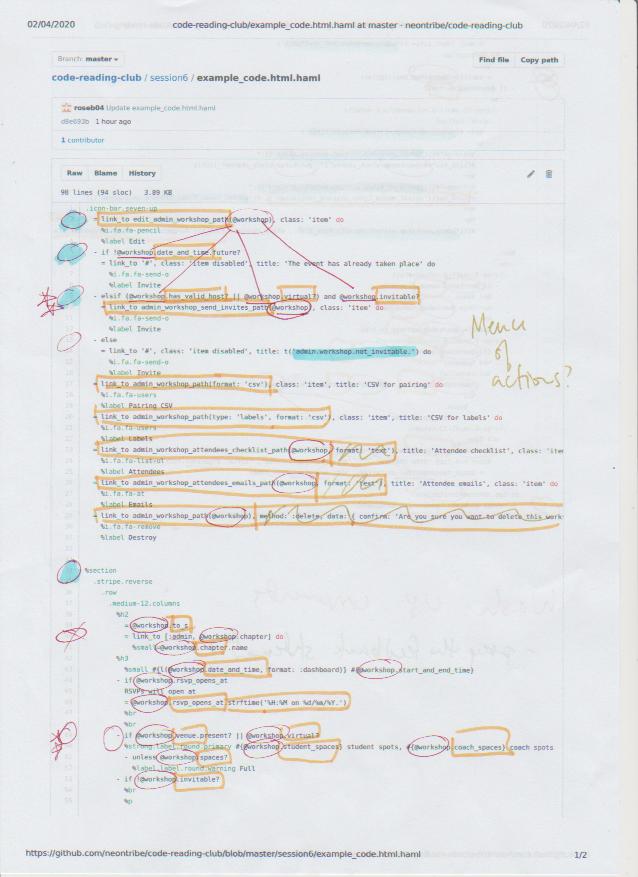 02/04/2020 code-reading-club/example_code.html.haml at master · neontribe/code-reading-club
Branch: master
Find file Copy path
code-reading-club / session6 / example_code.html.haml
roseb04 Update example_code.html.haml
1 hour ago
1 contributor
Raw Blame History
98 lines (94 sloc) 3.89 KB
.icon-bar.seven-up
= link_to edit_admin_workshop_path(@workshop), class: 'item' do
%i.fa.fa-pencil
%label Edit
- if !@workshop.date_and_time.future?
= link_to '#', class: 'item disabled', title: 'The event has already taken place' do
%i.fa.fa-send-o
%label Invite
- elsif (@workshop.has_valid_host? || @workshop.virtual?) and @workshop.invitable?
= link_to admin_workshop_send_invites_path(@workshop), class: 'item' do
%i.fa.fa-send-o
%label Invite
- else
= link_to '#', class: 'item disabled', title: t('admin.workshop.not_invitable.') do
%i.fa.fa-send-o
%label Invite
= link_to admin_workshop_path(format: 'csv'), class: 'item', title: 'CSV for pairing' do
%i.fa.fa-users
%label Pairing CSV
= link_to admin_workshop_path(type: 'labels', format: 'csv'), class: 'item', title: 'CSV for labels' do
%i.fa.fa-users
%label Labels
= link_to admin_workshop_attendees_checklist_path(@workshop, format: 'text'), title: 'Attendee checklist', class: 'item
%i.fa.fa-list-ul
%label Attendees
= link_to admin_workshop_attendees_emails_path(@workshop, format: 'text'), title: 'Attendee emails', class: 'item' do
%i.fa.fa-at
%label Emails
= link_to admin_workshop_path(@workshop), method: :delete, data: { confirm: 'Are you sure you want to delete this work
%i.fa.fa-remove
%label Destroy
of
actions?
%section
.stripe.reverse
.row
.medium-12.columns
%h2
= @workshop.to_s
= link_to [:admin, @workshop.chapter] do
%small=@workshop.chapter.name
%h3
%small #{l(@workshop.date_and_time, format: :dashboard)} #{@workshop.start_and_end_time}
- if @workshop.rsvp_opens_at
RSVPs will open at
= @workshop.rsvp_opens_at.strftime('%H:%M on %d/%m/%Y.')
%br
%br
- if @workshop.venue.present? || @workshop.virtual?
%strong.label.round.primary #{@workshop.student_spaces} student spots, #{@workshop.coach_spaces} coach spots
- unless @workshop.spaces?
%label.label.round.warning Full
- if !@workshop.invitable?
%br
%p
https://github.com/neontribe/code-reading-club/blob/master/session6/example_code.html.haml 1/2